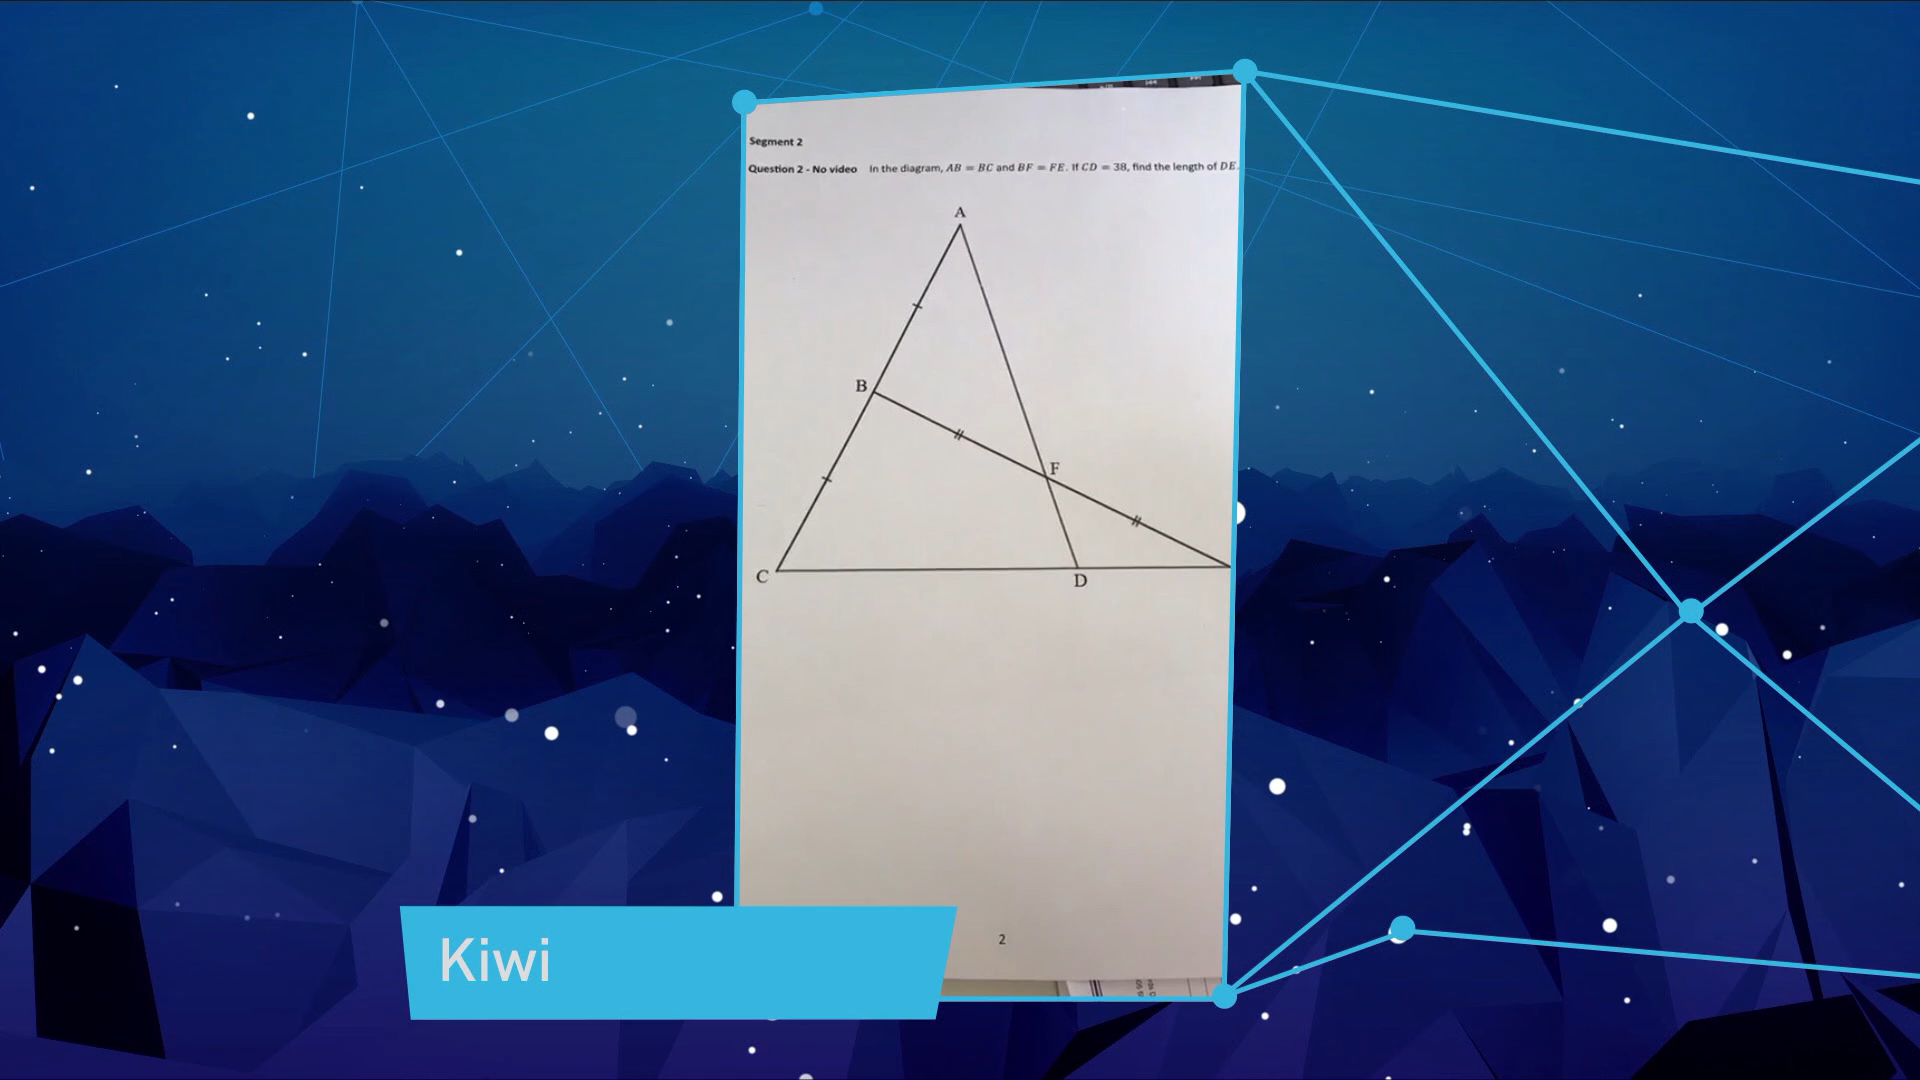 Segment 2
Question 2 - No video In the diagram, AB = BC and BF = FE. If CD = 38, find the length of DE.
A
B
F
C
D
2
Kiwi